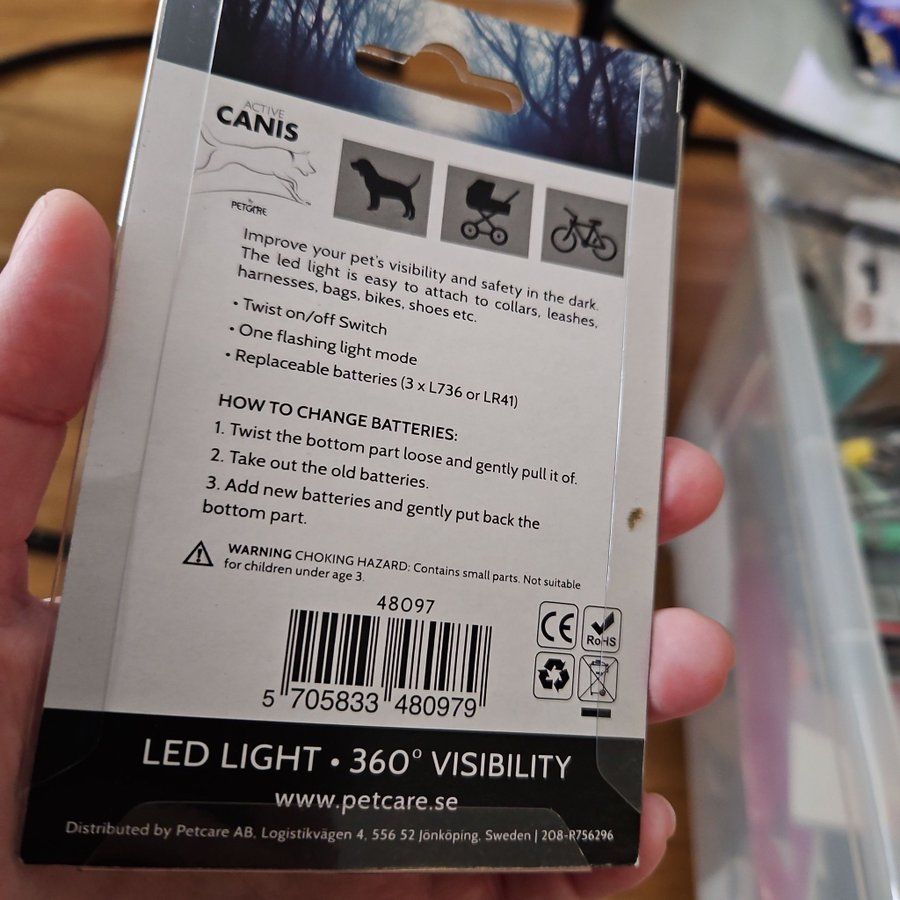 ACTIVE
CANIS
by
PETCARE
Improve your pet's visibility and safety in the dark.
The led light is easy to attach to collars, leashes,
harnesses, bags, bikes, shoes etc.
• Twist on/off Switch
• One flashing light mode
• Replaceable batteries (3 x L736 or LR41)
HOW TO CHANGE BATTERIES:
1. Twist the bottom part loose and gently pull it of.
2. Take out the old batteries.
3. Add new batteries and gently put back the
bottom part.
WARNING CHOKING HAZARD: Contains small parts. Not suitable
for children under age 3.
48097
5 705833 480979
CE
RoHS
LED LIGHT • 360° VISIBILITY
www.petcare.se
Distributed by Petcare AB, Logistikvägen 4, 556 52 Jönköping, Sweden | 208-R756296